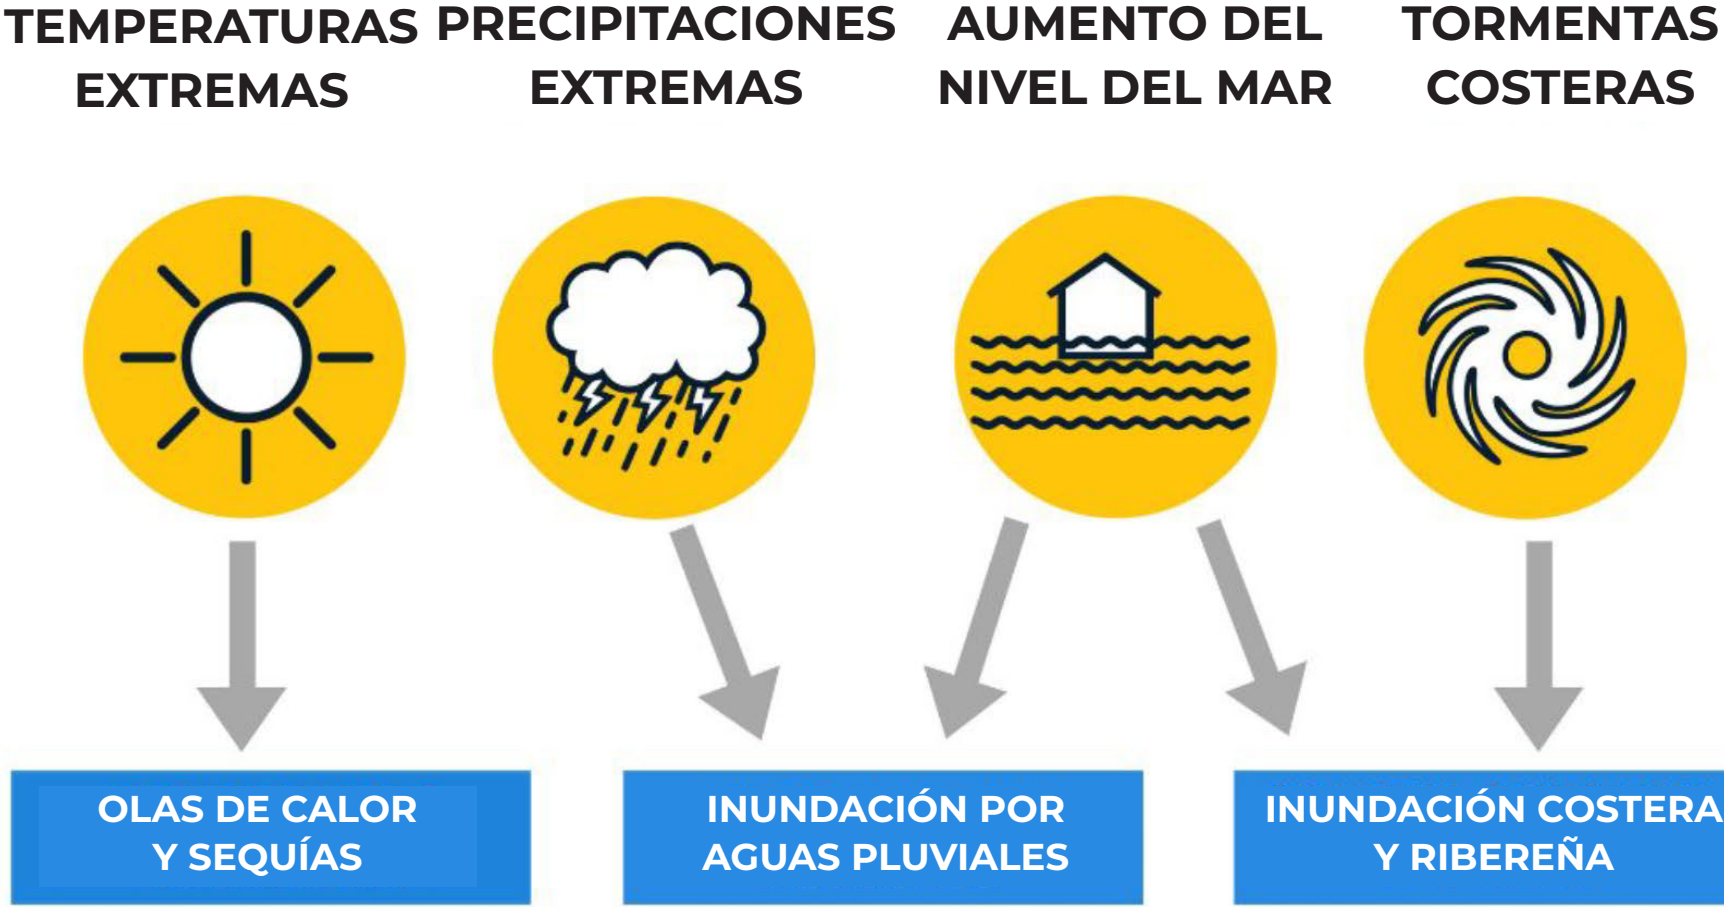 TEMPERATURAS
EXTREMAS
PRECIPITACIONES
EXTREMAS
AUMENTO DEL
NIVEL DEL MAR
TORMENTAS
COSTERAS
OLAS DE CALOR
Y SEQUÍAS
INUNDACIÓN POR
AGUAS PLUVIALES
INUNDACIÓN COSTERA
Y RIBEREÑA